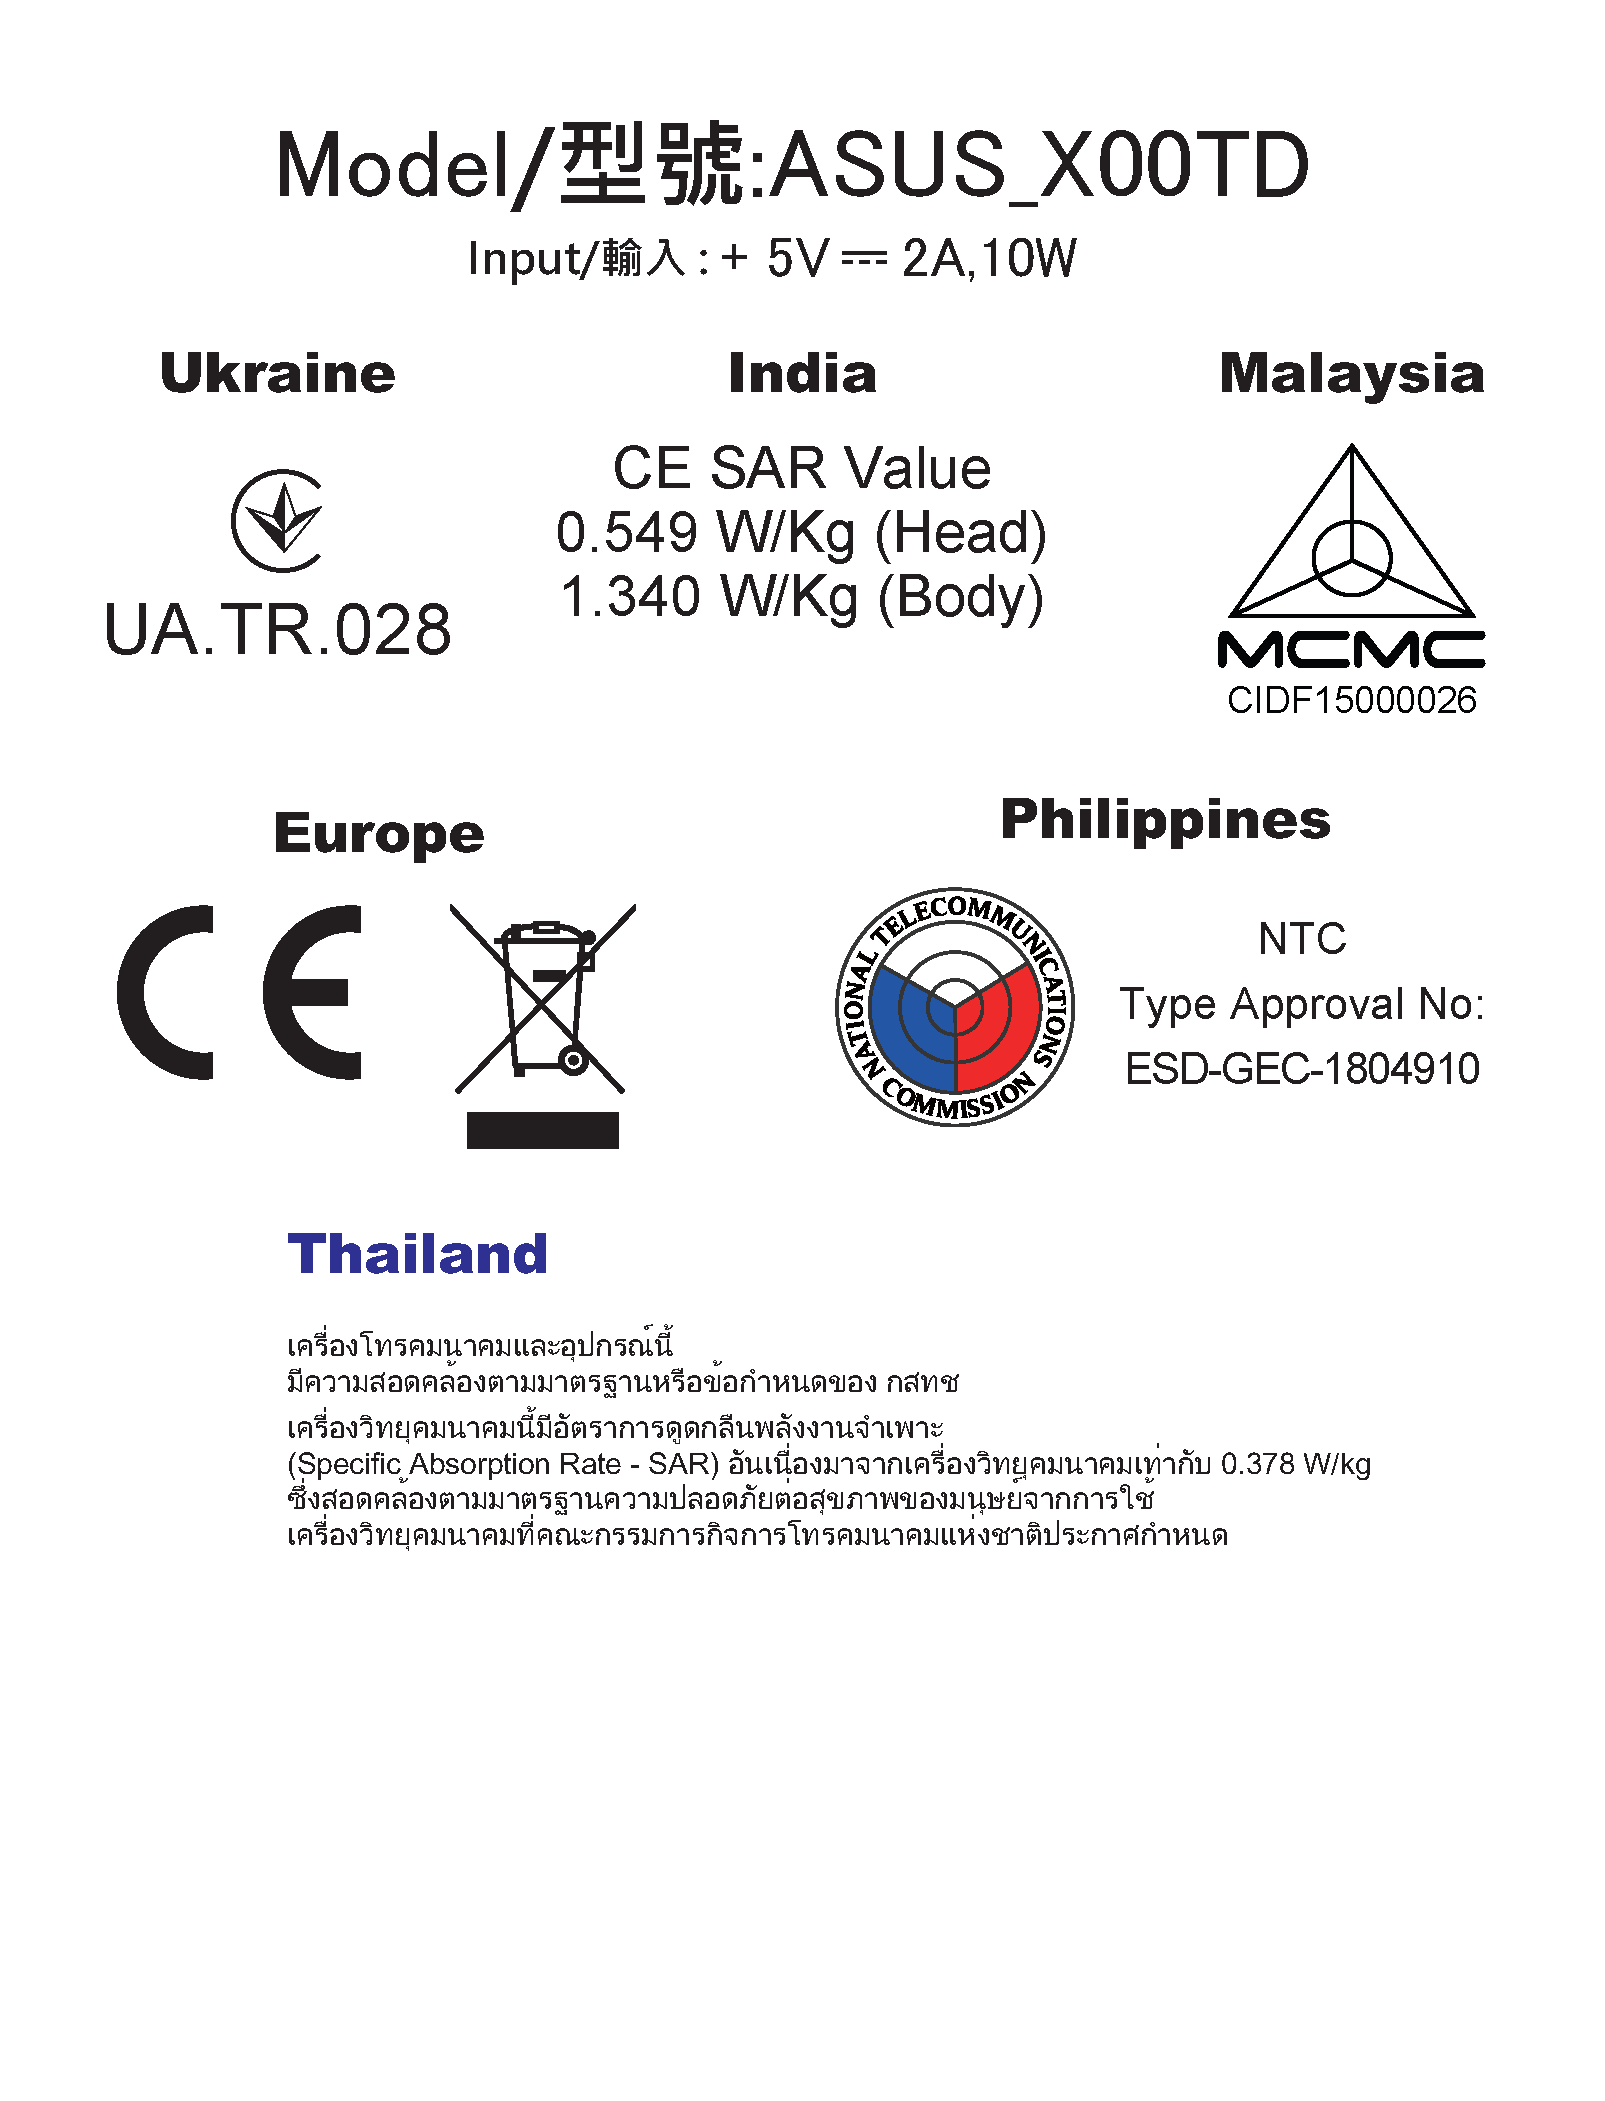 Model/型號:ASUS_X00TD
Input/輸入 : + 5V ⎓ 2A,10W
Ukraine
India
Malaysia
UA.TR.028
CE SAR Value
0.549 W/Kg (Head)
1.340 W/Kg (Body)
MCMC
CIDF15000026
Europe
Philippines
CE
NATIONAL TELECOMMUNICATIONS COMMISSION
NTC
Type Approval No:
ESD-GEC-1804910
Thailand
เครื่องโทรคมนาคมและอุปกรณ์นี้
มีความสอดคล้องตามมาตรฐานหรือข้อกำหนดของ กสทช
เครื่องวิทยุคมนาคมนี้มีอัตราการดูดกลืนพลังงานจำเพาะ
(Specific Absorption Rate - SAR) อันเนื่องมาจากเครื่องวิทยุคมนาคมเท่ากับ 0.378 W/kg
ซึ่งสอดคล้องตามมาตรฐานความปลอดภัยต่อสุขภาพของมนุษย์จากการใช้
เครื่องวิทยุคมนาคมที่คณะกรรมการกิจการโทรคมนาคมแห่งชาติประกาศกำหนด